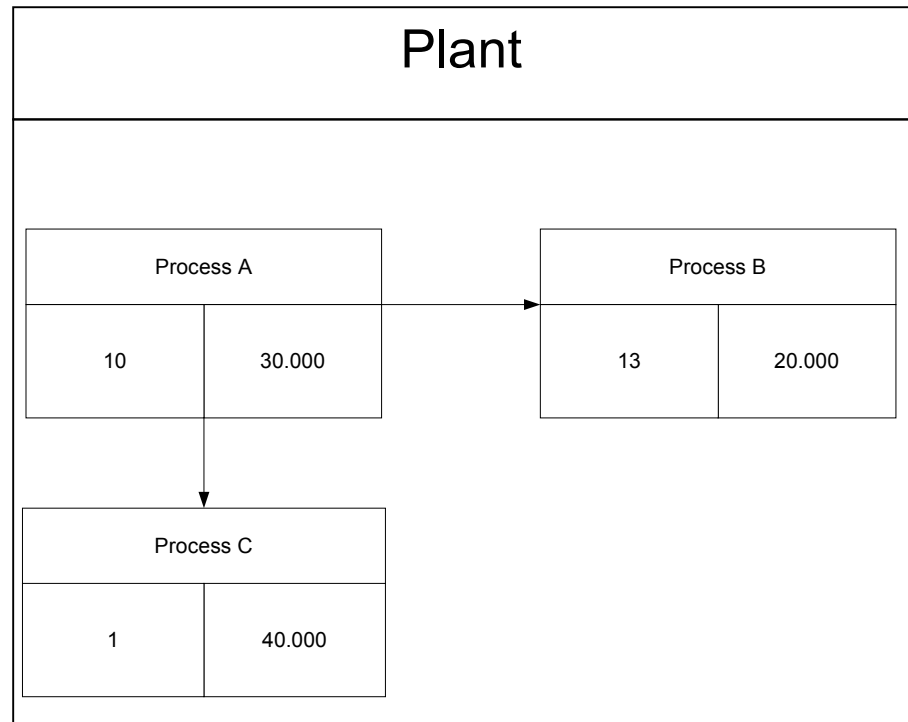 Plant
Process A
Process B
10
30.000
13
20.000
Process C
1
40.000